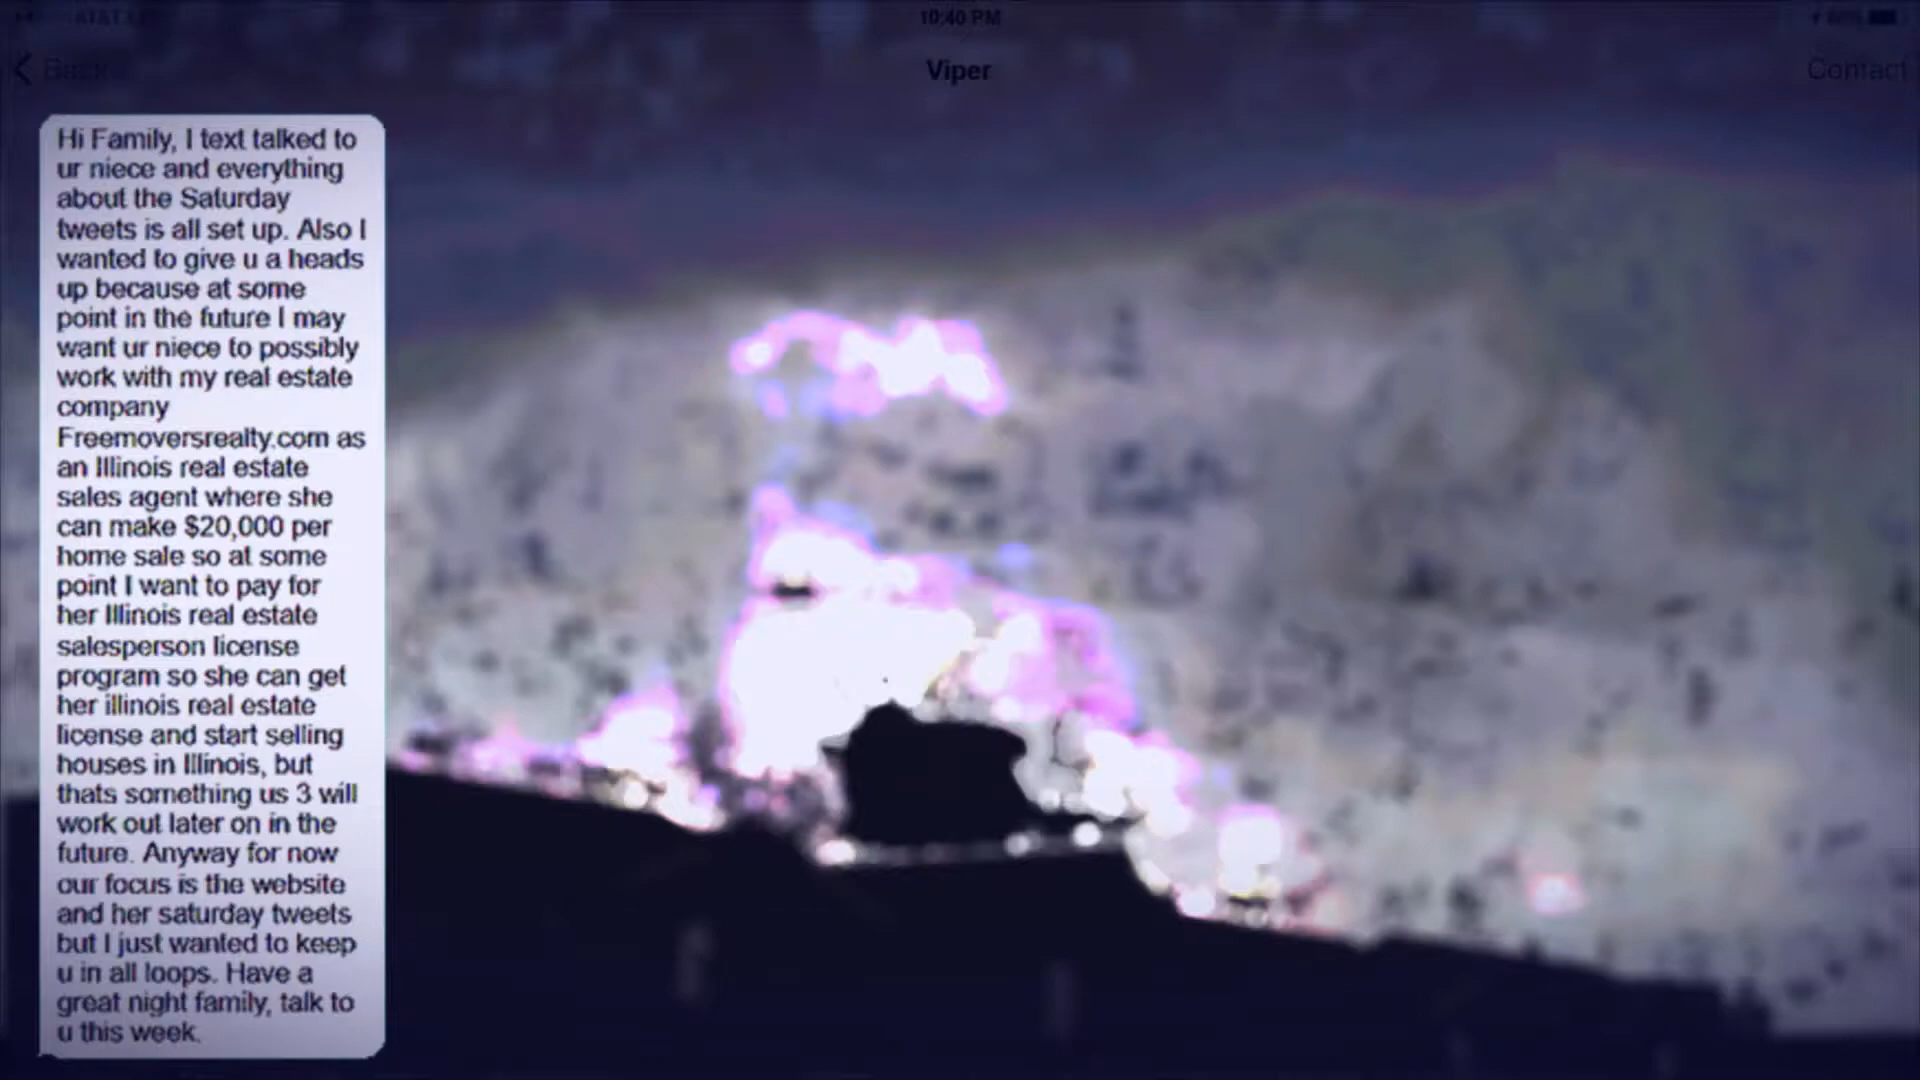 10:40 PM
Back
Viper
Contact
Hi Family, I text talked to
ur niece and everything
about the Saturday
tweets is all set up. Also I
wanted to give u a heads
up because at some
point in the future I may
want ur niece to possibly
work with my real estate
company
Freemoversrealty.com as
an Illinois real estate
sales agent where she
can make $20,000 per
home sale so at some
point I want to pay for
her Illinois real estate
salesperson license
program so she can get
her illinois real estate
license and start selling
houses in Illinois, but
thats something us 3 will
work out later on in the
future. Anyway for now
our focus is the website
and her saturday tweets
but I just wanted to keep
u in all loops. Have a
great night family, talk to
u this week.